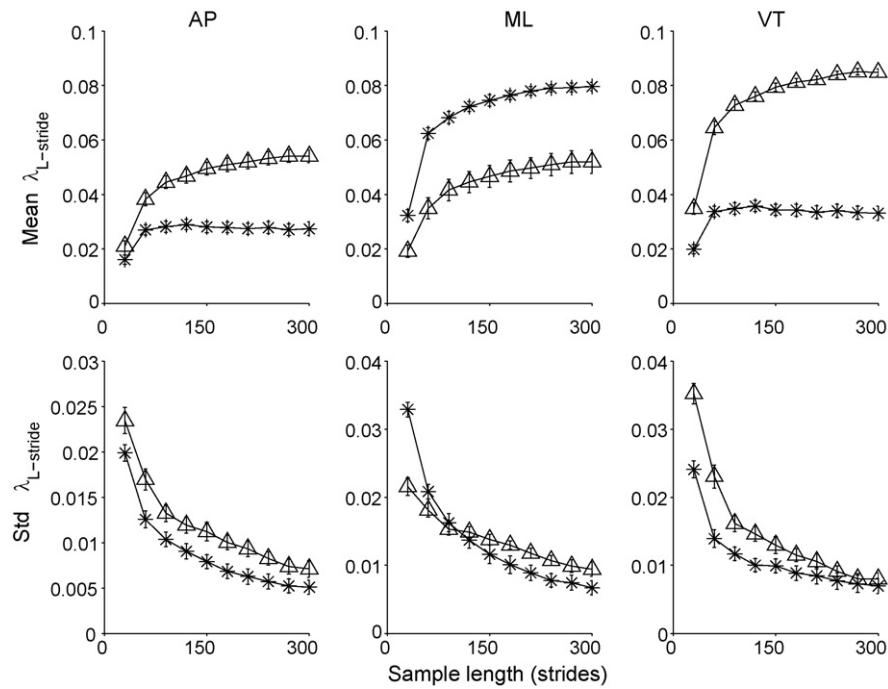 AP ML VT
0.1 0.1 0.1
0.08 0.08 0.08
0.06 0.06 0.06
0.04 0.04 0.04
0.02 0.02 0.02
0 0 0
Mean λL−stride
0 150 300 0 150 300 0 150 300
0.03 0.04 0.04
0.025
0.03 0.03
0.02
0.015 0.02 0.02
0.01
0.01 0.01
0.005
0 0 0
Std λL−stride
0 150 300 0 150 300 0 150 300
Sample length (strides)